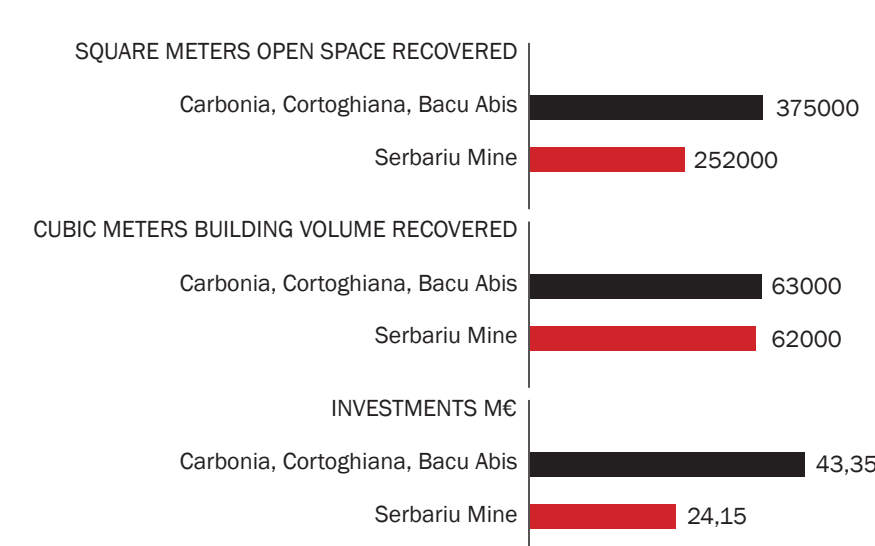 SQUARE METERS OPEN SPACE RECOVERED
Carbonia, Cortoghiana, Bacu Abis 375000
Serbariu Mine 252000
CUBIC METERS BUILDING VOLUME RECOVERED
Carbonia, Cortoghiana, Bacu Abis 63000
Serbariu Mine 62000
INVESTMENTS M€
Carbonia, Cortoghiana, Bacu Abis 43,35
Serbariu Mine 24,15